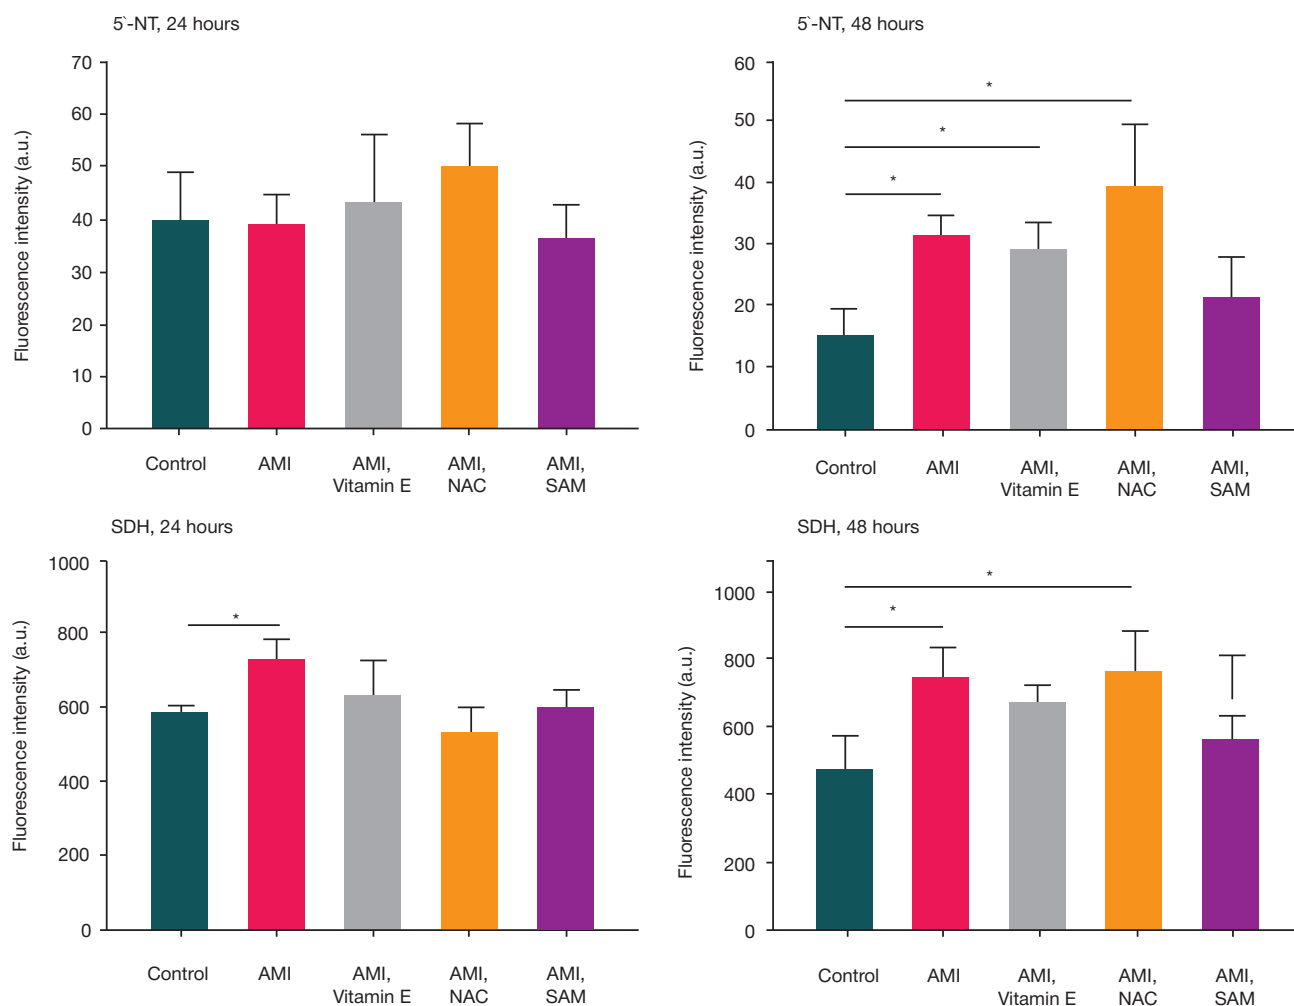 5`-NT, 24 hours
Fluorescence intensity (a.u.)
70
60
50
40
30
20
10
0
Control
AMI
AMI,
Vitamin E
AMI,
NAC
AMI,
SAM
5`-NT, 48 hours
Fluorescence intensity (a.u.)
60
50
40
30
20
10
0
*
*
*
Control
AMI
AMI,
Vitamin E
AMI,
NAC
AMI,
SAM
SDH, 24 hours
Fluorescence intensity (a.u.)
1000
800
600
400
200
0
*
Control
AMI
AMI,
Vitamin E
AMI,
NAC
AMI,
SAM
SDH, 48 hours
Fluorescence intensity (a.u.)
1000
800
600
400
200
0
*
*
Control
AMI
AMI,
Vitamin E
AMI,
NAC
AMI,
SAM